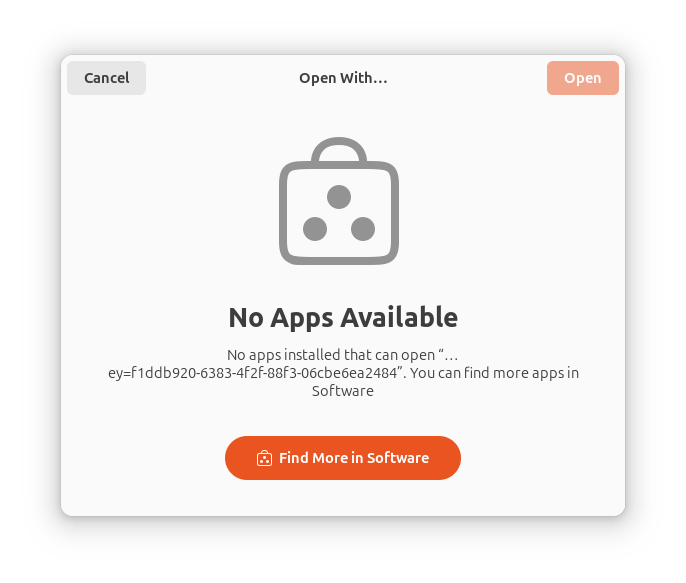 Cancel
Open With…
Open
No Apps Available
No apps installed that can open “…
ey=f1ddb920-6383-4f2f-88f3-06cbe6ea2484”. You can find more apps in
Software
Find More in Software